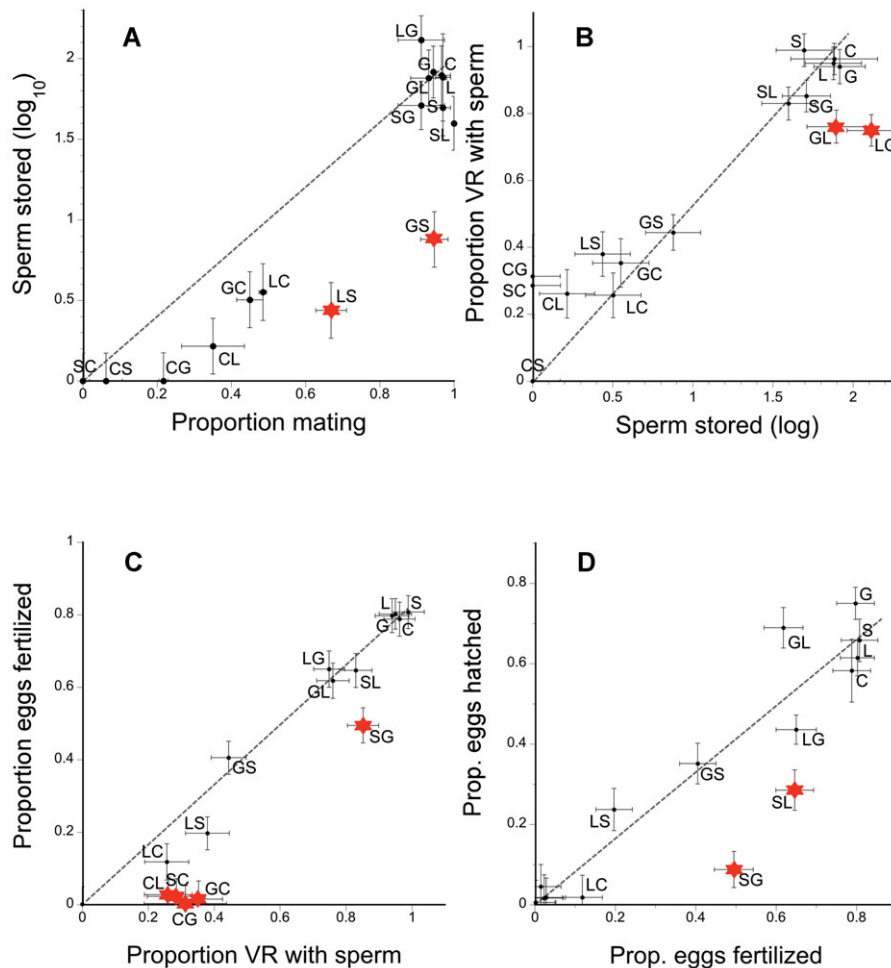 A
Sperm stored (log10)
2
1.5
1
0.5
0
LG
G
C
GL
L
SG
S
SL
GS
GC
LC
LS
CL
SC
CS
CG
0
0.2
0.4
0.6
0.8
1
Proportion mating
B
Proportion VR with sperm
1
0.8
0.6
0.4
0.2
0
S
C
L
G
SL
SG
GL
LG
GS
LS
GC
CG
SC
CL
LC
CS
0
0.5
1
1.5
2
Sperm stored (log)
C
Proportion eggs fertilized
1
0.8
0.6
0.4
0.2
0
L
S
G
C
LG
GL
SL
SG
GS
LS
LC
CL
SC
GC
CG
0
0.2
0.4
0.6
0.8
1
Proportion VR with sperm
D
Prop. eggs hatched
0.8
0.6
0.4
0.2
0
G
GL
S
L
C
LG
GS
SL
LS
SG
LC
0
0.2
0.4
0.6
0.8
Prop. eggs fertilized